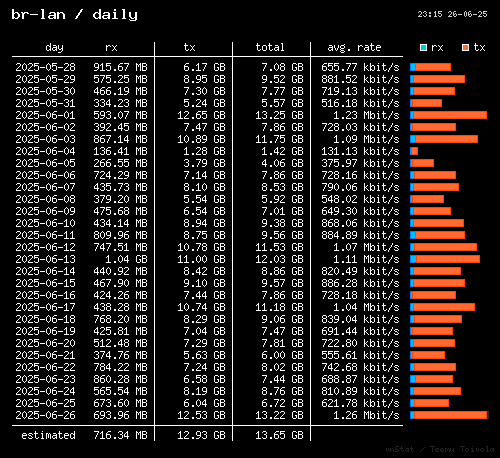 br-lan / daily 23:15 26-06-25
day rx tx total avg. rate rx tx
2025-05-28 915.67 MB 6.17 GB 7.08 GB 655.77 kbit/s
2025-05-29 575.25 MB 8.95 GB 9.52 GB 881.52 kbit/s
2025-05-30 466.19 MB 7.30 GB 7.77 GB 719.13 kbit/s
2025-05-31 334.23 MB 5.24 GB 5.57 GB 516.18 kbit/s
2025-06-01 593.07 MB 12.65 GB 13.25 GB 1.23 Mbit/s
2025-06-02 392.45 MB 7.47 GB 7.86 GB 728.03 kbit/s
2025-06-03 867.14 MB 10.89 GB 11.75 GB 1.09 Mbit/s
2025-06-04 136.41 MB 1.28 GB 1.42 GB 131.13 kbit/s
2025-06-05 266.55 MB 3.79 GB 4.06 GB 375.97 kbit/s
2025-06-06 724.29 MB 7.14 GB 7.86 GB 728.16 kbit/s
2025-06-07 435.73 MB 8.10 GB 8.53 GB 790.06 kbit/s
2025-06-08 379.20 MB 5.54 GB 5.92 GB 548.02 kbit/s
2025-06-09 475.68 MB 6.54 GB 7.01 GB 649.30 kbit/s
2025-06-10 434.14 MB 8.94 GB 9.38 GB 868.06 kbit/s
2025-06-11 809.96 MB 8.75 GB 9.56 GB 884.89 kbit/s
2025-06-12 747.51 MB 10.78 GB 11.53 GB 1.07 Mbit/s
2025-06-13 1.04 GB 11.00 GB 12.03 GB 1.11 Mbit/s
2025-06-14 440.92 MB 8.42 GB 8.86 GB 820.49 kbit/s
2025-06-15 467.90 MB 9.10 GB 9.57 GB 886.28 kbit/s
2025-06-16 424.26 MB 7.44 GB 7.86 GB 728.18 kbit/s
2025-06-17 438.28 MB 10.74 GB 11.18 GB 1.04 Mbit/s
2025-06-18 768.20 MB 8.29 GB 9.06 GB 839.04 kbit/s
2025-06-19 425.81 MB 7.04 GB 7.47 GB 691.44 kbit/s
2025-06-20 512.48 MB 7.29 GB 7.81 GB 722.80 kbit/s
2025-06-21 374.76 MB 5.63 GB 6.00 GB 555.61 kbit/s
2025-06-22 784.22 MB 7.24 GB 8.02 GB 742.68 kbit/s
2025-06-23 860.28 MB 6.58 GB 7.44 GB 688.87 kbit/s
2025-06-24 565.54 MB 8.19 GB 8.76 GB 810.89 kbit/s
2025-06-25 673.60 MB 6.04 GB 6.72 GB 621.78 kbit/s
2025-06-26 693.96 MB 12.53 GB 13.22 GB 1.26 Mbit/s
estimated 716.34 MB 12.93 GB 13.65 GB
vnStat / Teemu Toivola